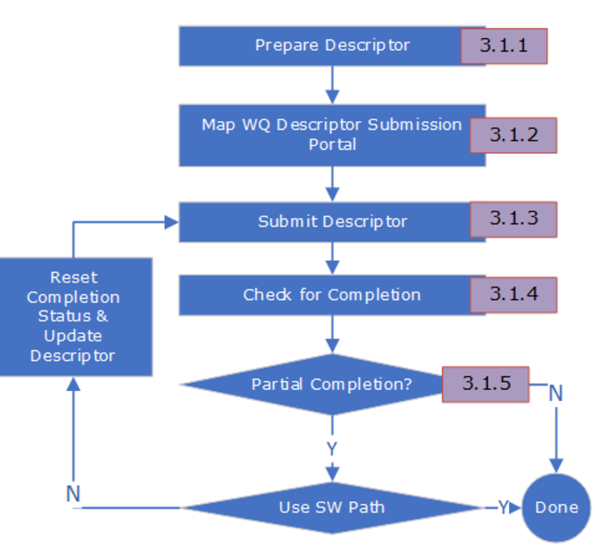 Prepare Descriptor
3.1.1
Map WQ Descriptor Submission
Portal
3.1.2
Submit Descriptor
3.1.3
Reset
Completion
Status &
Update
Descriptor
Check for Completion
3.1.4
Partial Completion?
3.1.5
N
Y
N
Use SW Path
Y
Done